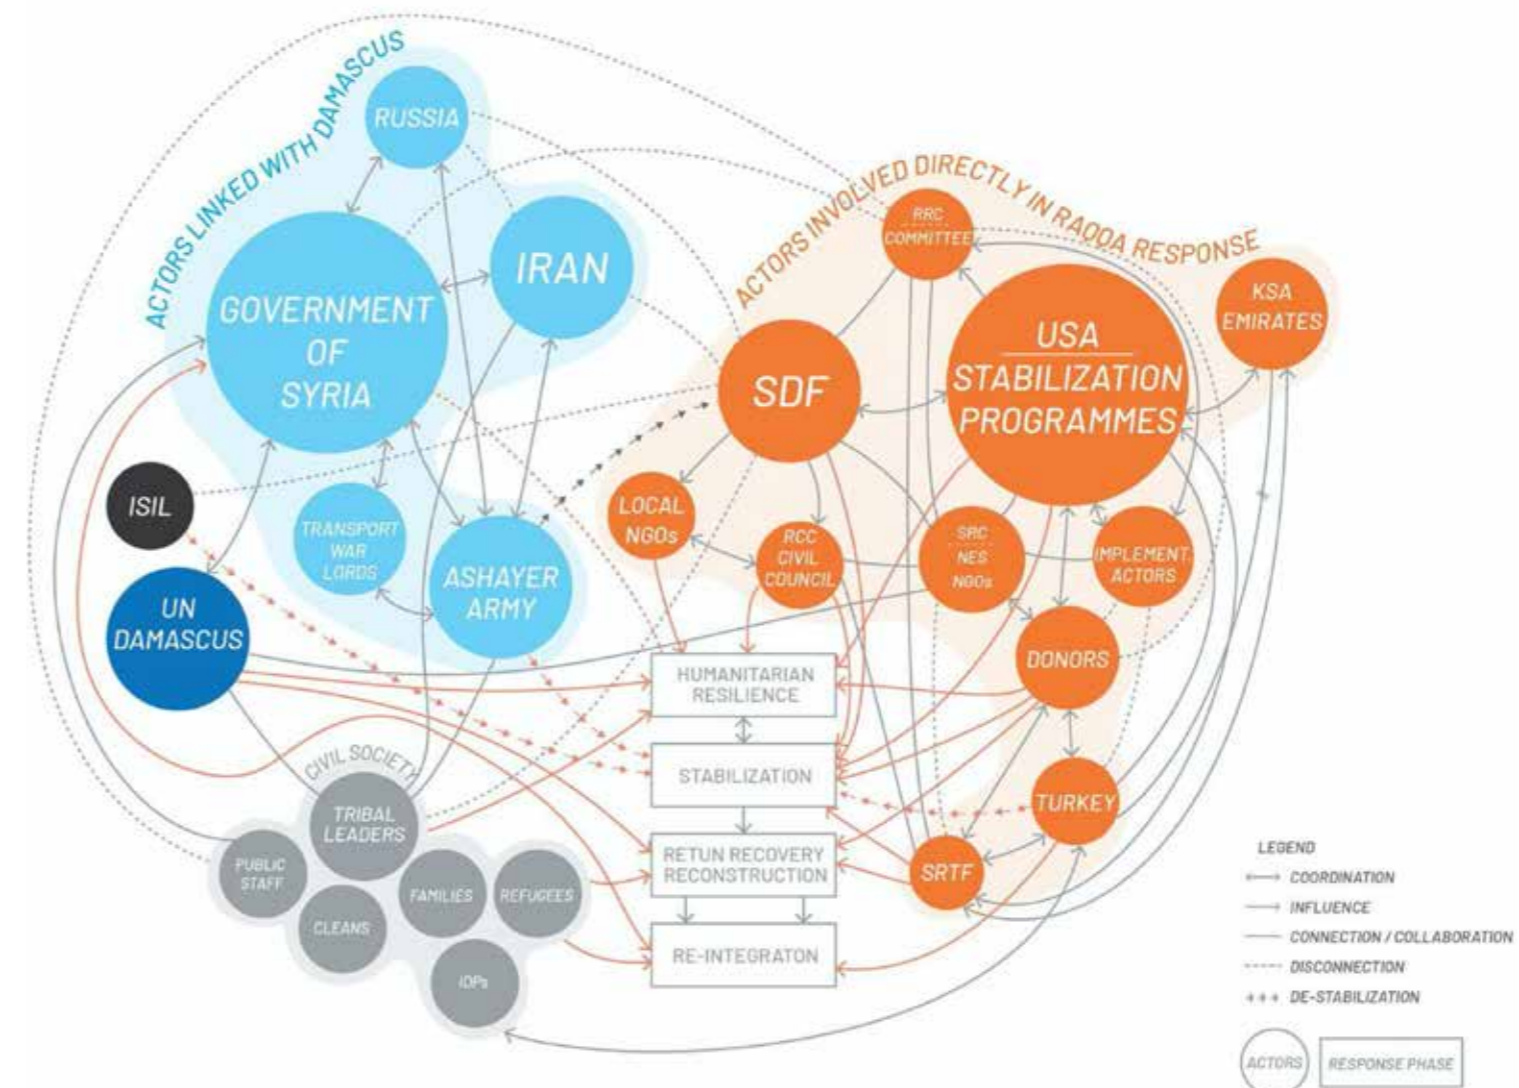 ACTORS LINKED WITH DAMASCUS
RUSSIA
IRAN
GOVERNMENT
OF
SYRIA
TRANSPORT
WAR
LORDS
ASHAYER
ARMY
ISIL
UN
DAMASCUS
ACTORS INVOLVED DIRECTLY IN RAQQA RESPONSE
RRC
COMMITTEE
KSA
EMIRATES
USA
STABILIZATION
PROGRAMMES
SDF
LOCAL
NGOs
RCC
CIVIL
COUNCIL
SRC
NES
NGOs
IMPLEMENT.
ACTORS
DONORS
TURKEY
SRTF
HUMANITARIAN
RESILIENCE
STABILIZATION
RETUN RECOVERY
RECONSTRUCTION
RE-INTEGRATON
CIVIL SOCIETY
TRIBAL
LEADERS
PUBLIC
STAFF
CLEANS
FAMILIES
REFUGEES
IDPs
LEGEND
COORDINATION
INFLUENCE
CONNECTION / COLLABORATION
DISCONNECTION
DE-STABILIZATION
ACTORS
RESPONSE PHASE